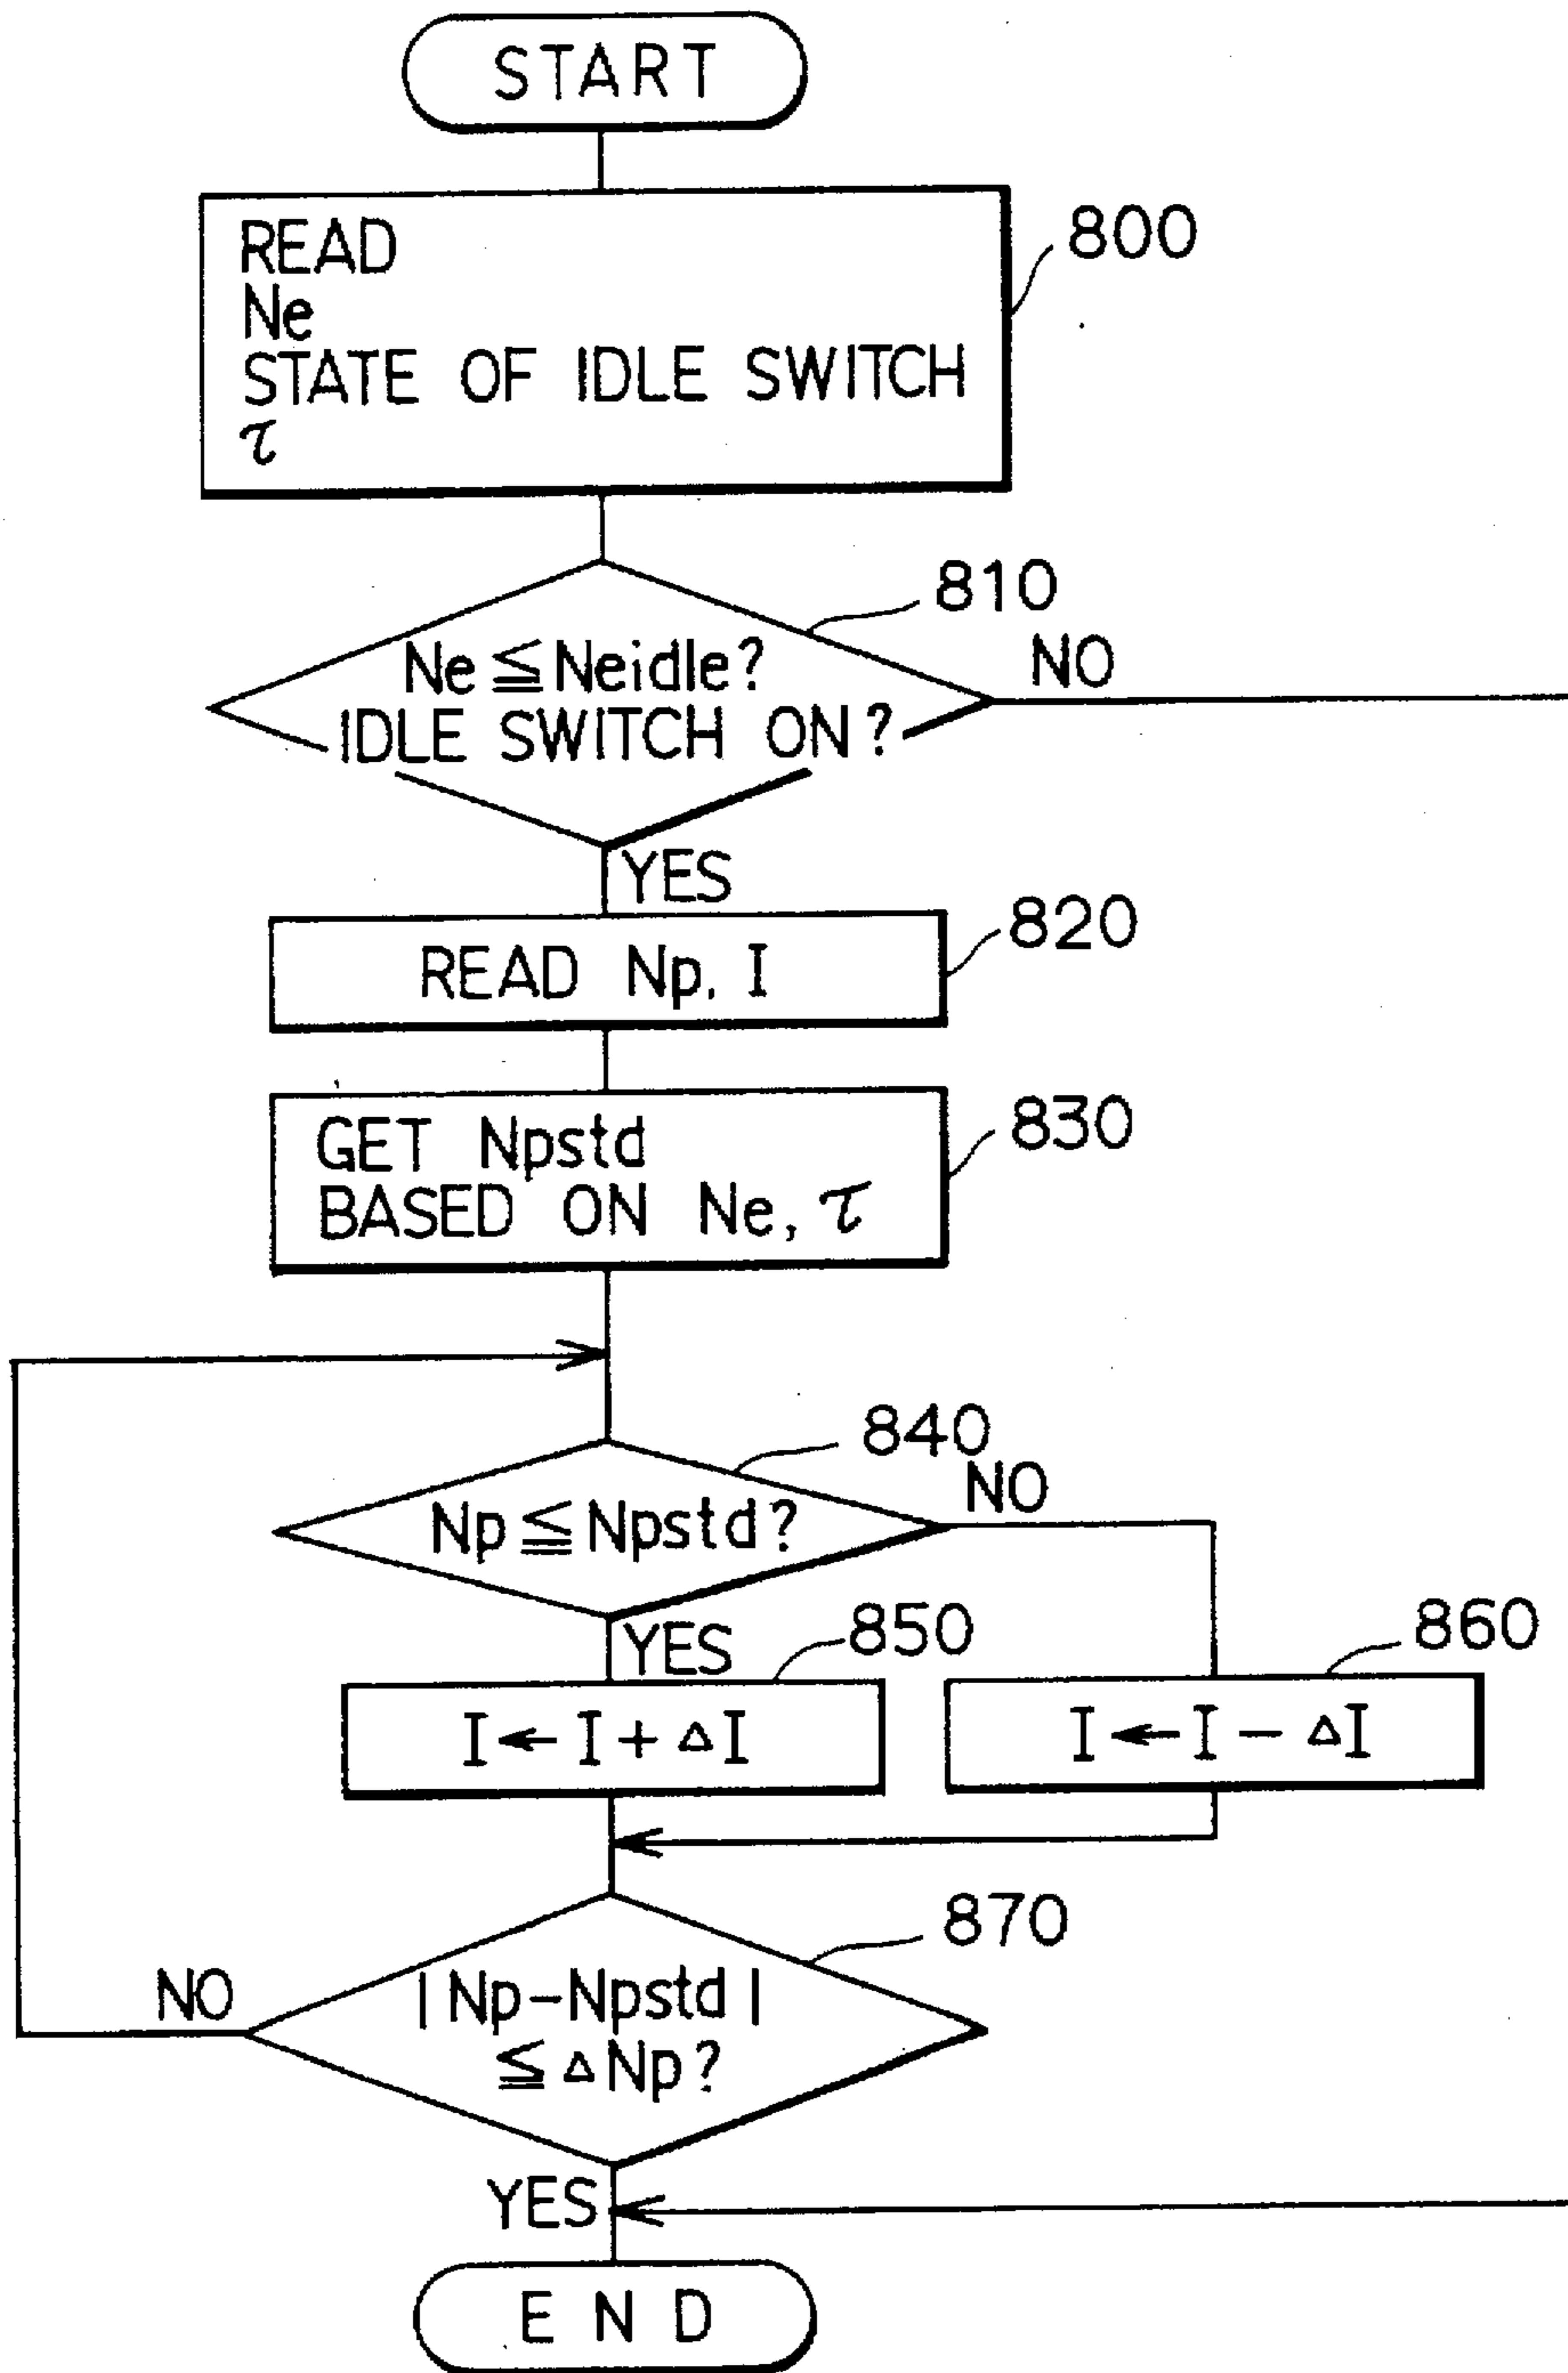 START
READ
Ne
STATE OF IDLE SWITCH
τ
800
810
Ne ≦ Neidle?
IDLE SWITCH ON?
NO
YES
820
READ Np, I
830
GET Npstd
BASED ON Ne, τ
840
Np ≦ Npstd?
NO
YES
850
I ← I + ΔI
860
I ← I − ΔI
870
| Np − Npstd |
≦ ΔNp?
NO
YES
END